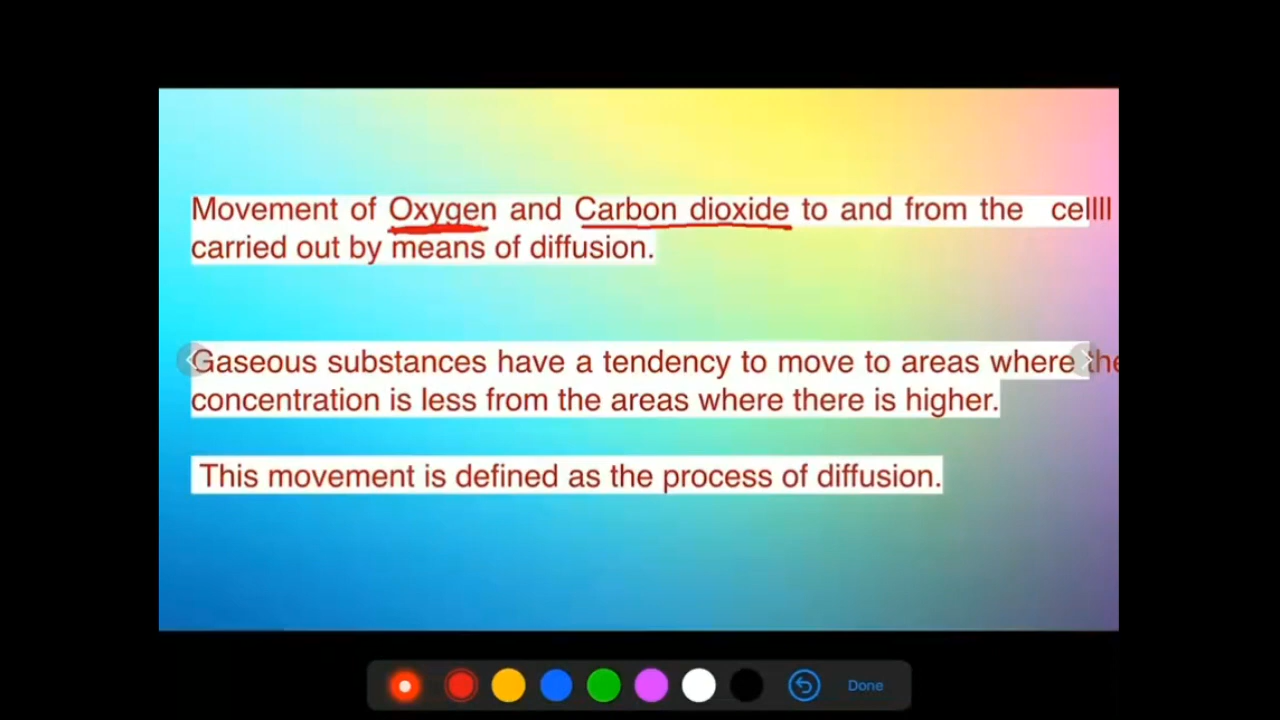 Movement of Oxygen and Carbon dioxide to and from the cellll
carried out by means of diffusion.
Gaseous substances have a tendency to move to areas where the
concentration is less from the areas where there is higher.
This movement is defined as the process of diffusion.
Done